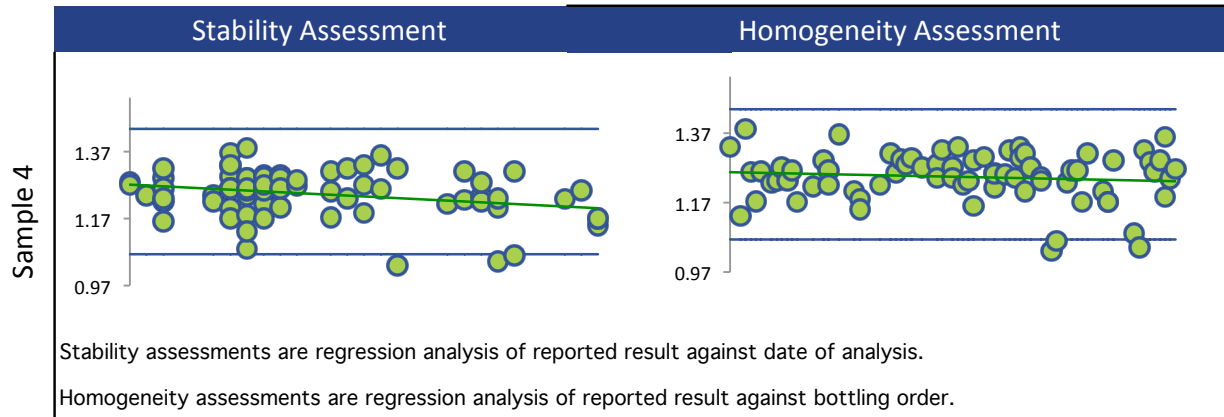 Stability Assessment
Homogeneity Assessment
Sample 4
1.37
1.17
0.97
1.37
1.17
0.97
Stability assessments are regression analysis of reported result against date of analysis.
Homogeneity assessments are regression analysis of reported result against bottling order.